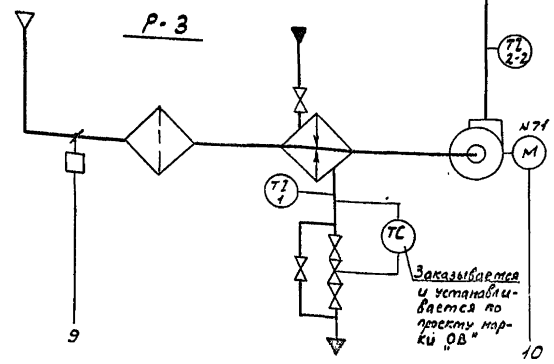 Р-3
TI
2-2
N71
М
TI
1
TC
Заказывается
и устанавли-
вается по
проекту мар-
ки "ОВ"
9
10